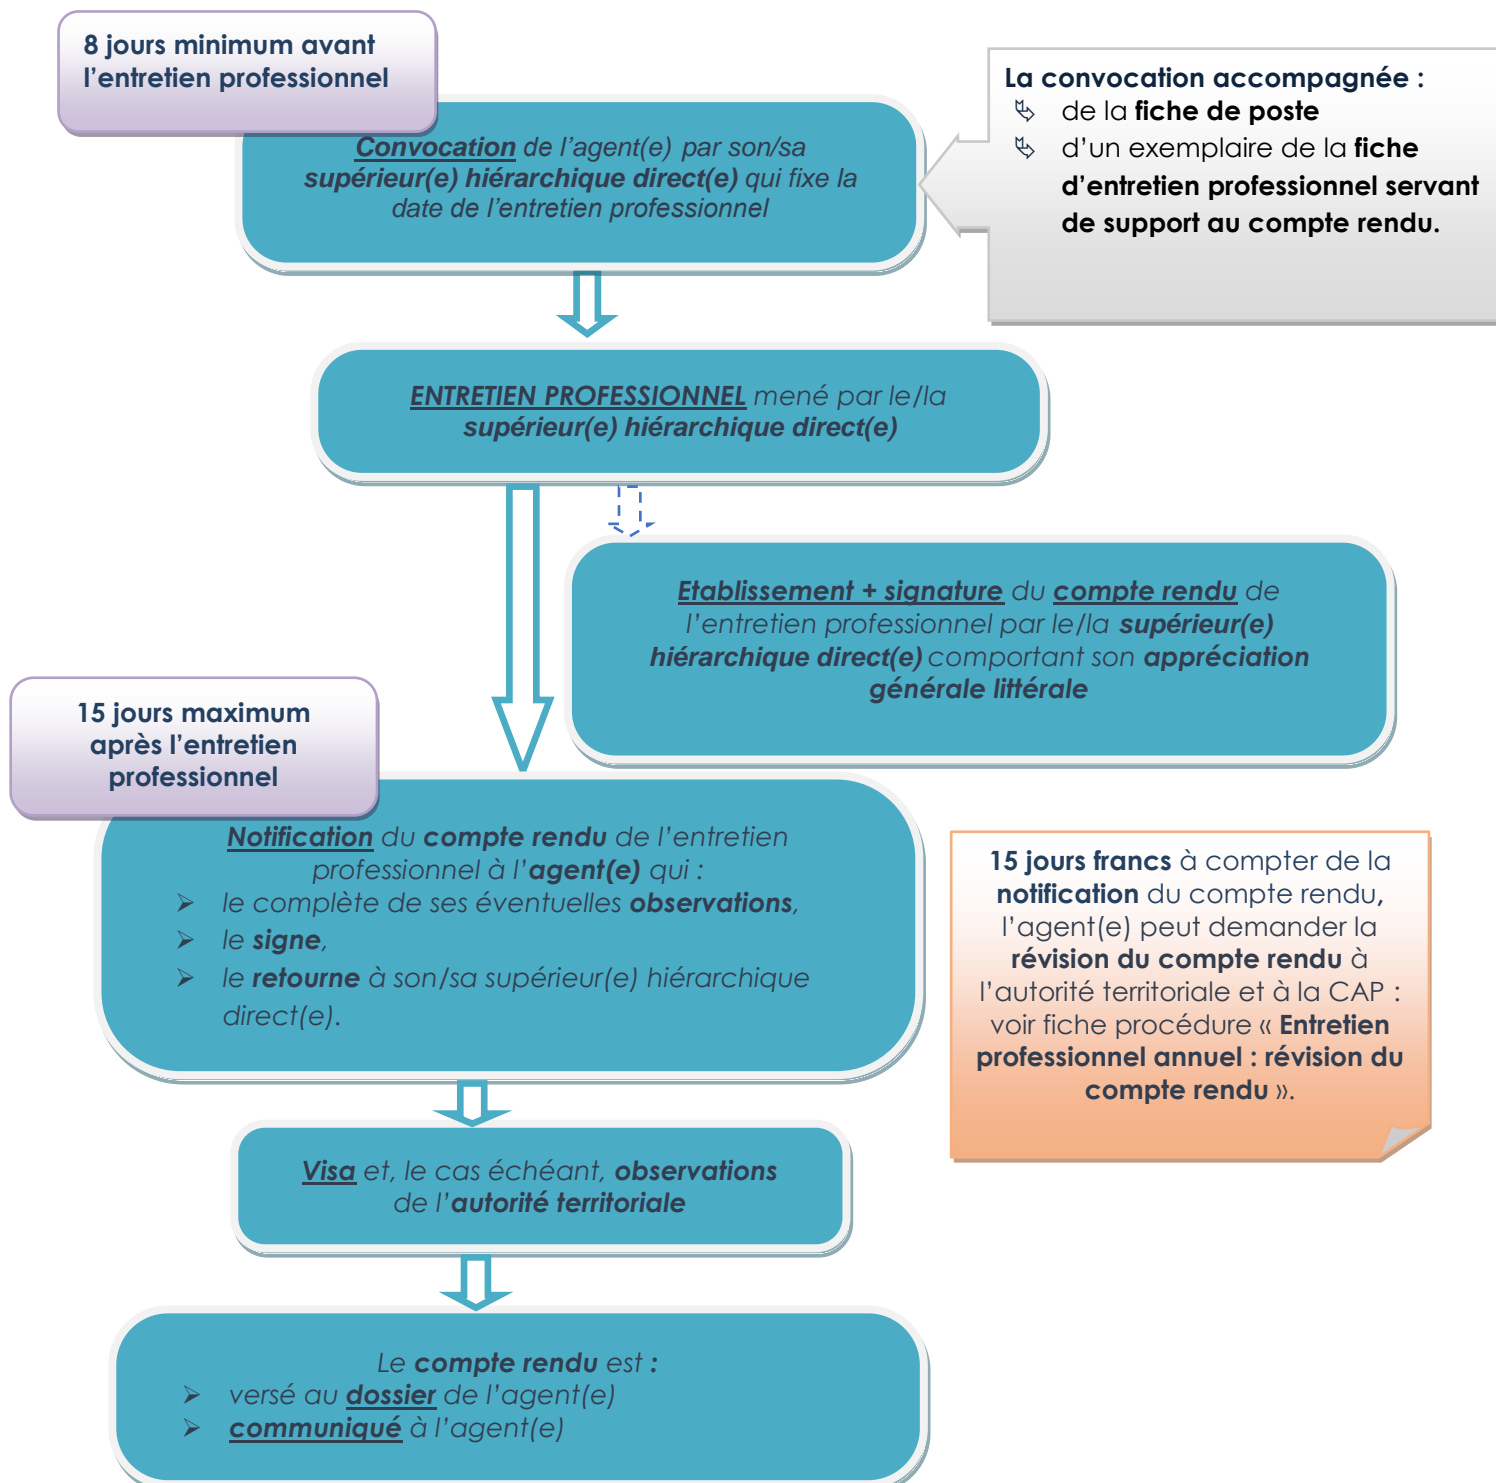 8 jours minimum avant
l’entretien professionnel
La convocation accompagnée :
de la fiche de poste
d’un exemplaire de la fiche
d’entretien professionnel servant
de support au compte rendu.
Convocation de l’agent(e) par son/sa
supérieur(e) hiérarchique direct(e) qui fixe la
date de l’entretien professionnel
ENTRETIEN PROFESSIONNEL mené par le/la
supérieur(e) hiérarchique direct(e)
Etablissement + signature du compte rendu de
l’entretien professionnel par le/la supérieur(e)
hiérarchique direct(e) comportant son appréciation
générale littérale
15 jours maximum
après l’entretien
professionnel
Notification du compte rendu de l’entretien
professionnel à l’agent(e) qui :
➢ le complète de ses éventuelles observations,
➢ le signe,
➢ le retourne à son/sa supérieur(e) hiérarchique
direct(e).
15 jours francs à compter de la
notification du compte rendu,
l’agent(e) peut demander la
révision du compte rendu à
l’autorité territoriale et à la CAP :
voir fiche procédure « Entretien
professionnel annuel : révision du
compte rendu ».
Visa et, le cas échéant, observations
de l’autorité territoriale
Le compte rendu est :
➢ versé au dossier de l’agent(e)
➢ communiqué à l’agent(e)